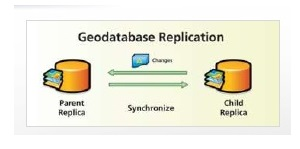 Geodatabase Replication
Changes
Parent
Replica
Synchronize
Child
Replica